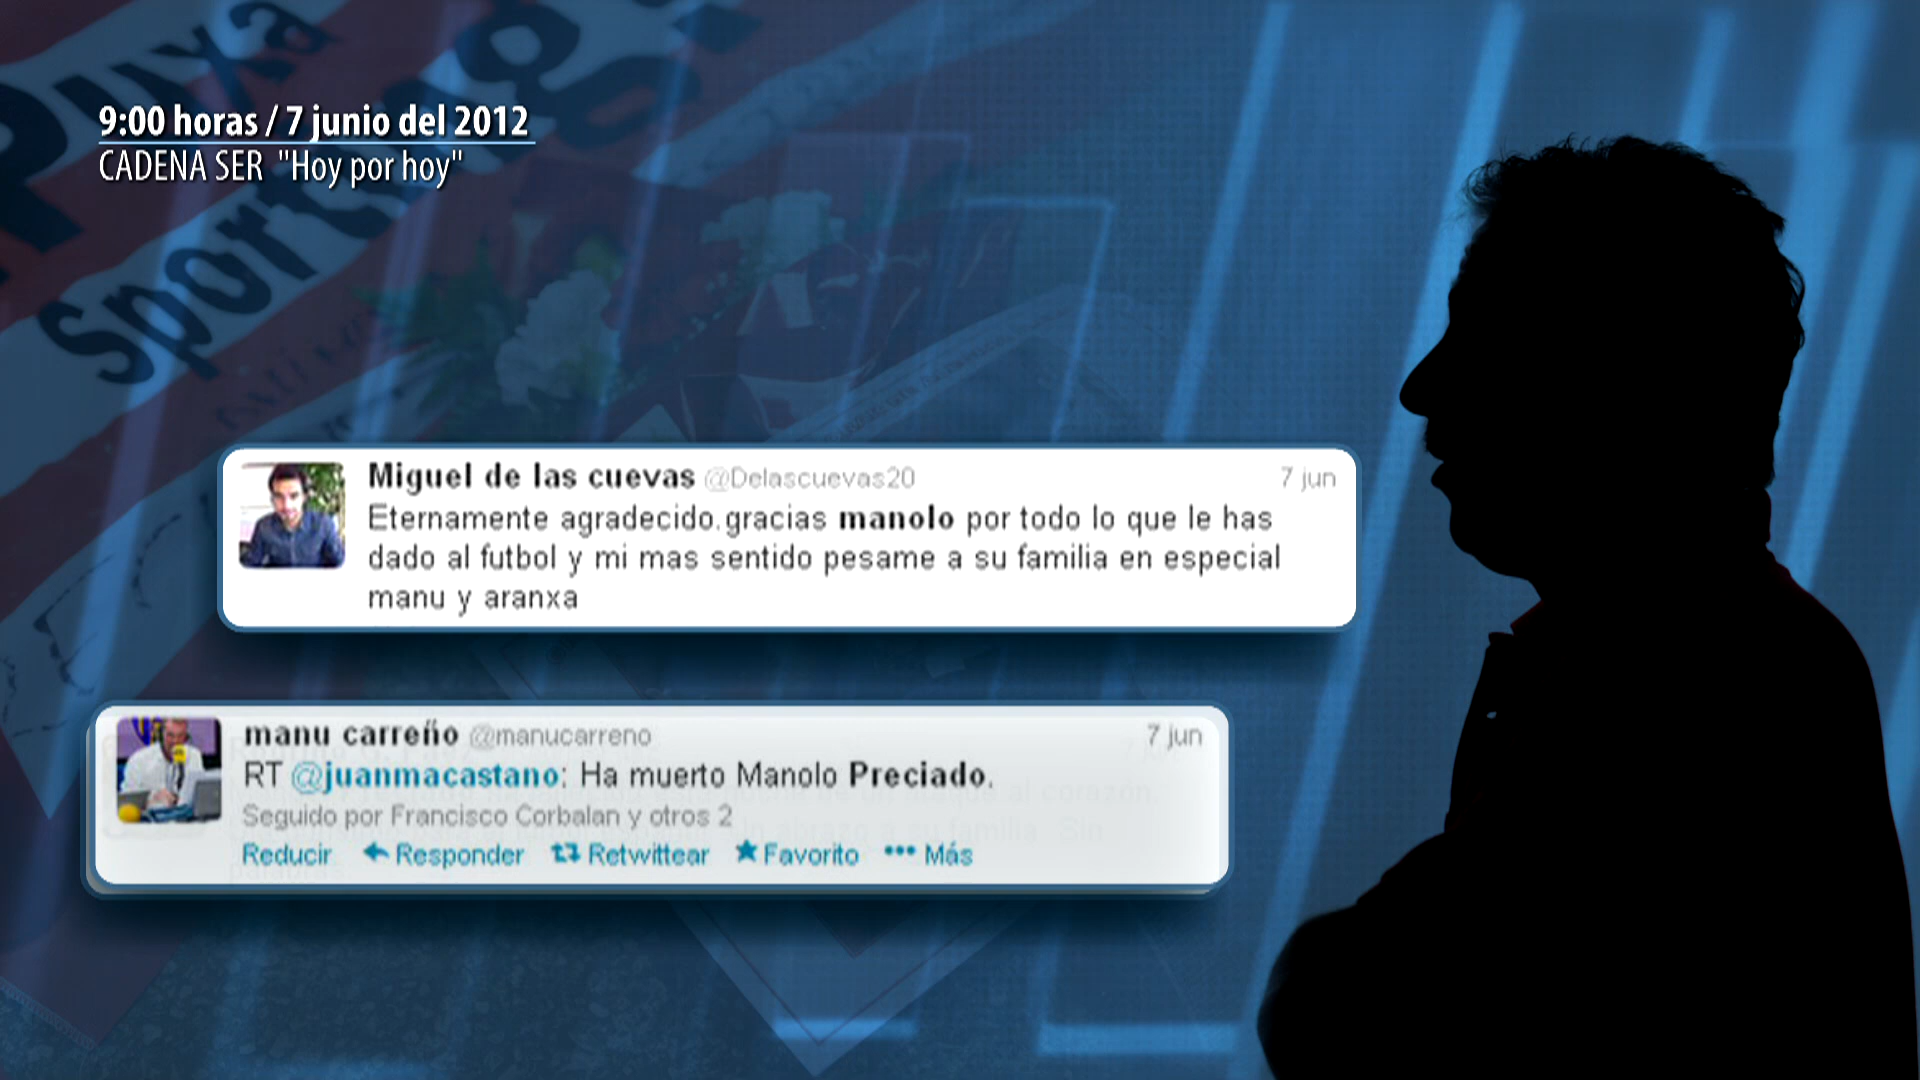 Puxa
Sporting
9:00 horas / 7 junio del 2012
CADENA SER "Hoy por hoy"
Miguel de las cuevas @Delascuevas20 7 jun
Eternamente agradecido.gracias manolo por todo lo que le has
dado al futbol y mi mas sentido pesame a su familia en especial
manu y aranxa
manu carreño @manucarreno 7 jun
RT @juanmacastano: Ha muerto Manolo Preciado.
Seguido por Francisco Corbalan y otros 2
Reducir Responder Retwittear Favorito Más